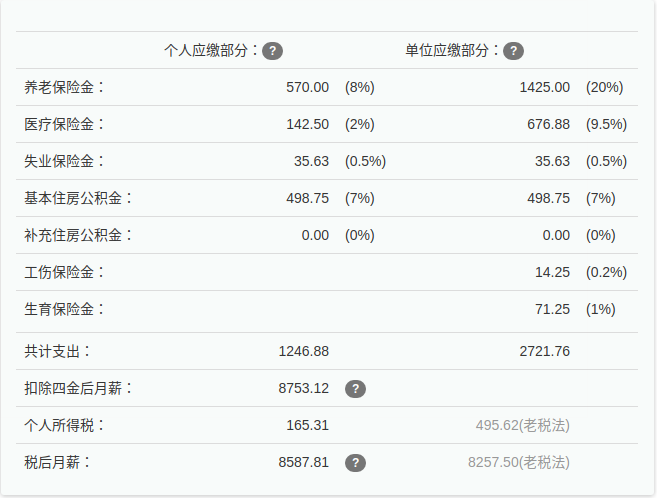 个人应缴部分： ? 单位应缴部分： ?
养老保险金： 570.00 (8%) 1425.00 (20%)
医疗保险金： 142.50 (2%) 676.88 (9.5%)
失业保险金： 35.63 (0.5%) 35.63 (0.5%)
基本住房公积金： 498.75 (7%) 498.75 (7%)
补充住房公积金： 0.00 (0%) 0.00 (0%)
工伤保险金： 14.25 (0.2%)
生育保险金： 71.25 (1%)
共计支出： 1246.88 2721.76
扣除四金后月薪： 8753.12 ?
个人所得税： 165.31 495.62(老税法)
税后月薪： 8587.81 ? 8257.50(老税法)